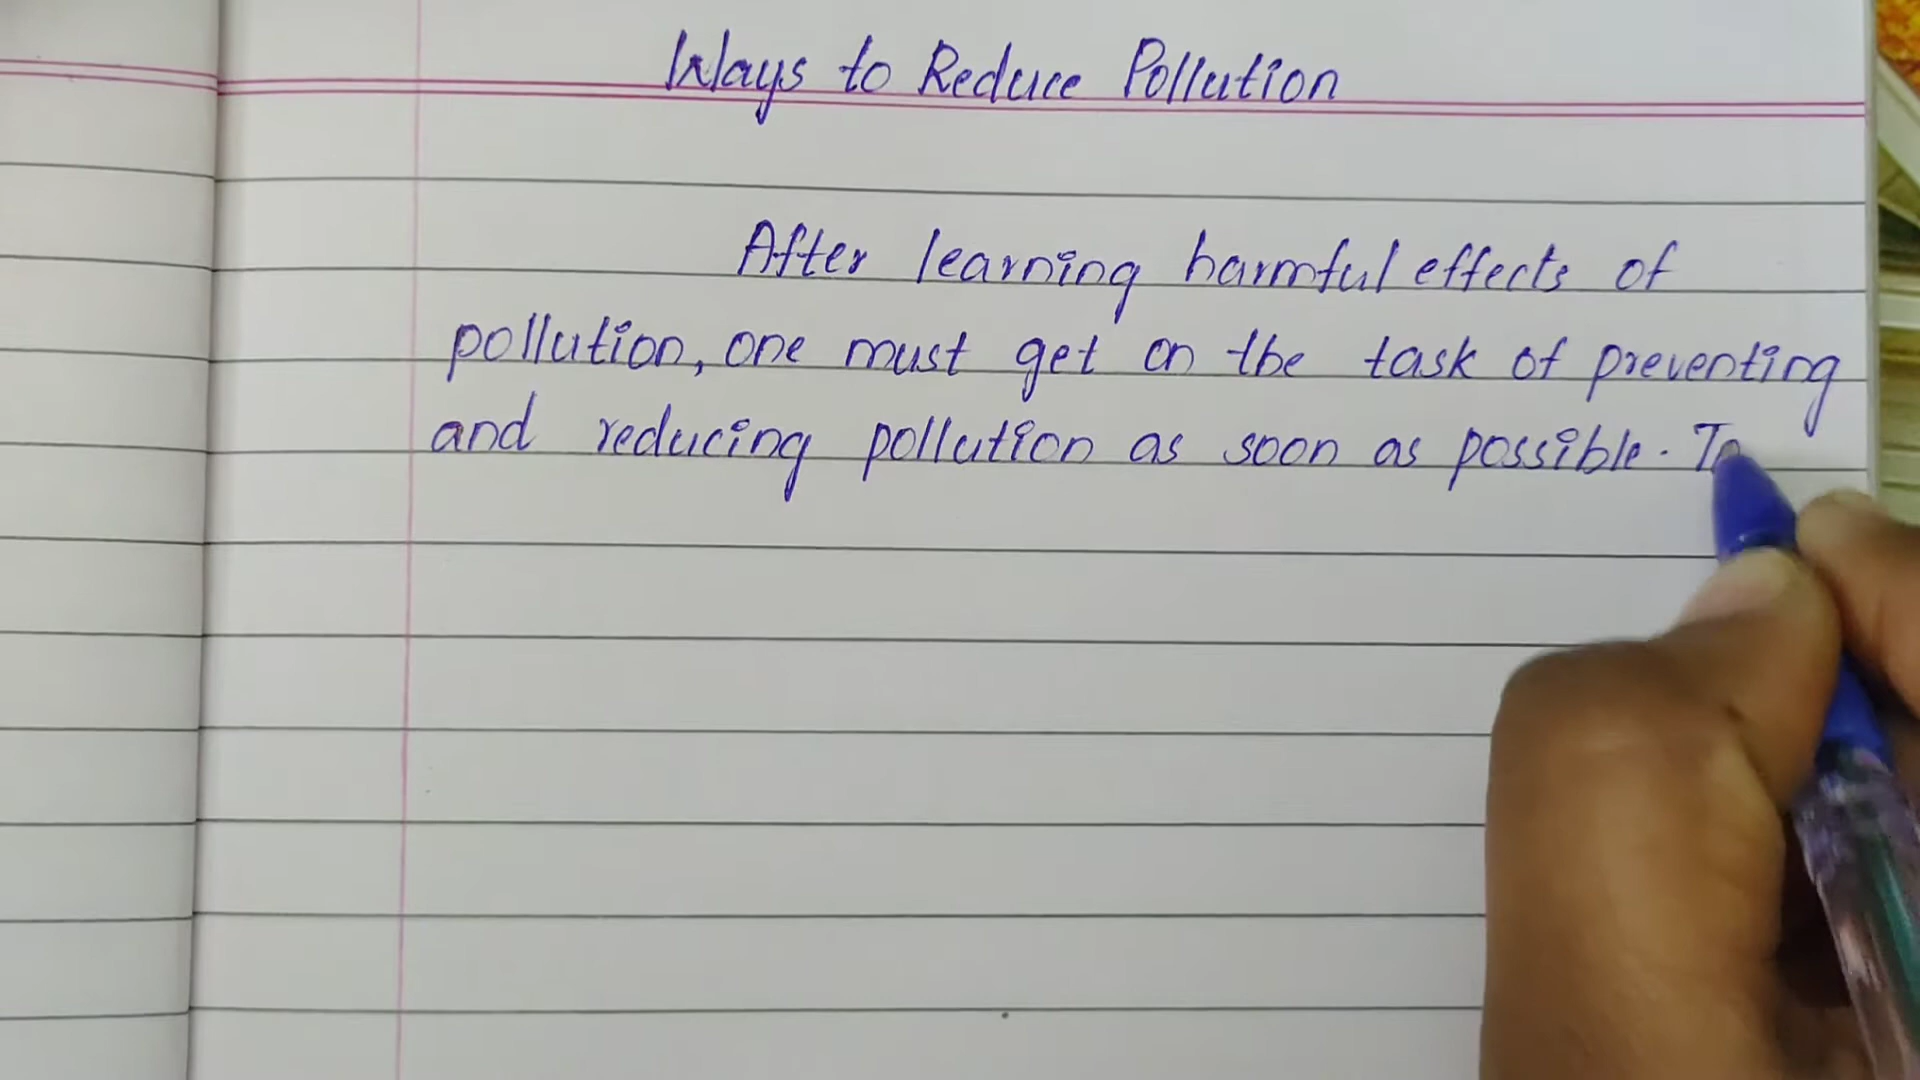 Ways to Reduce Pollution
After learning harmful effects of
pollution, one must get on the task of preventing
and reducing pollution as soon as possible. To